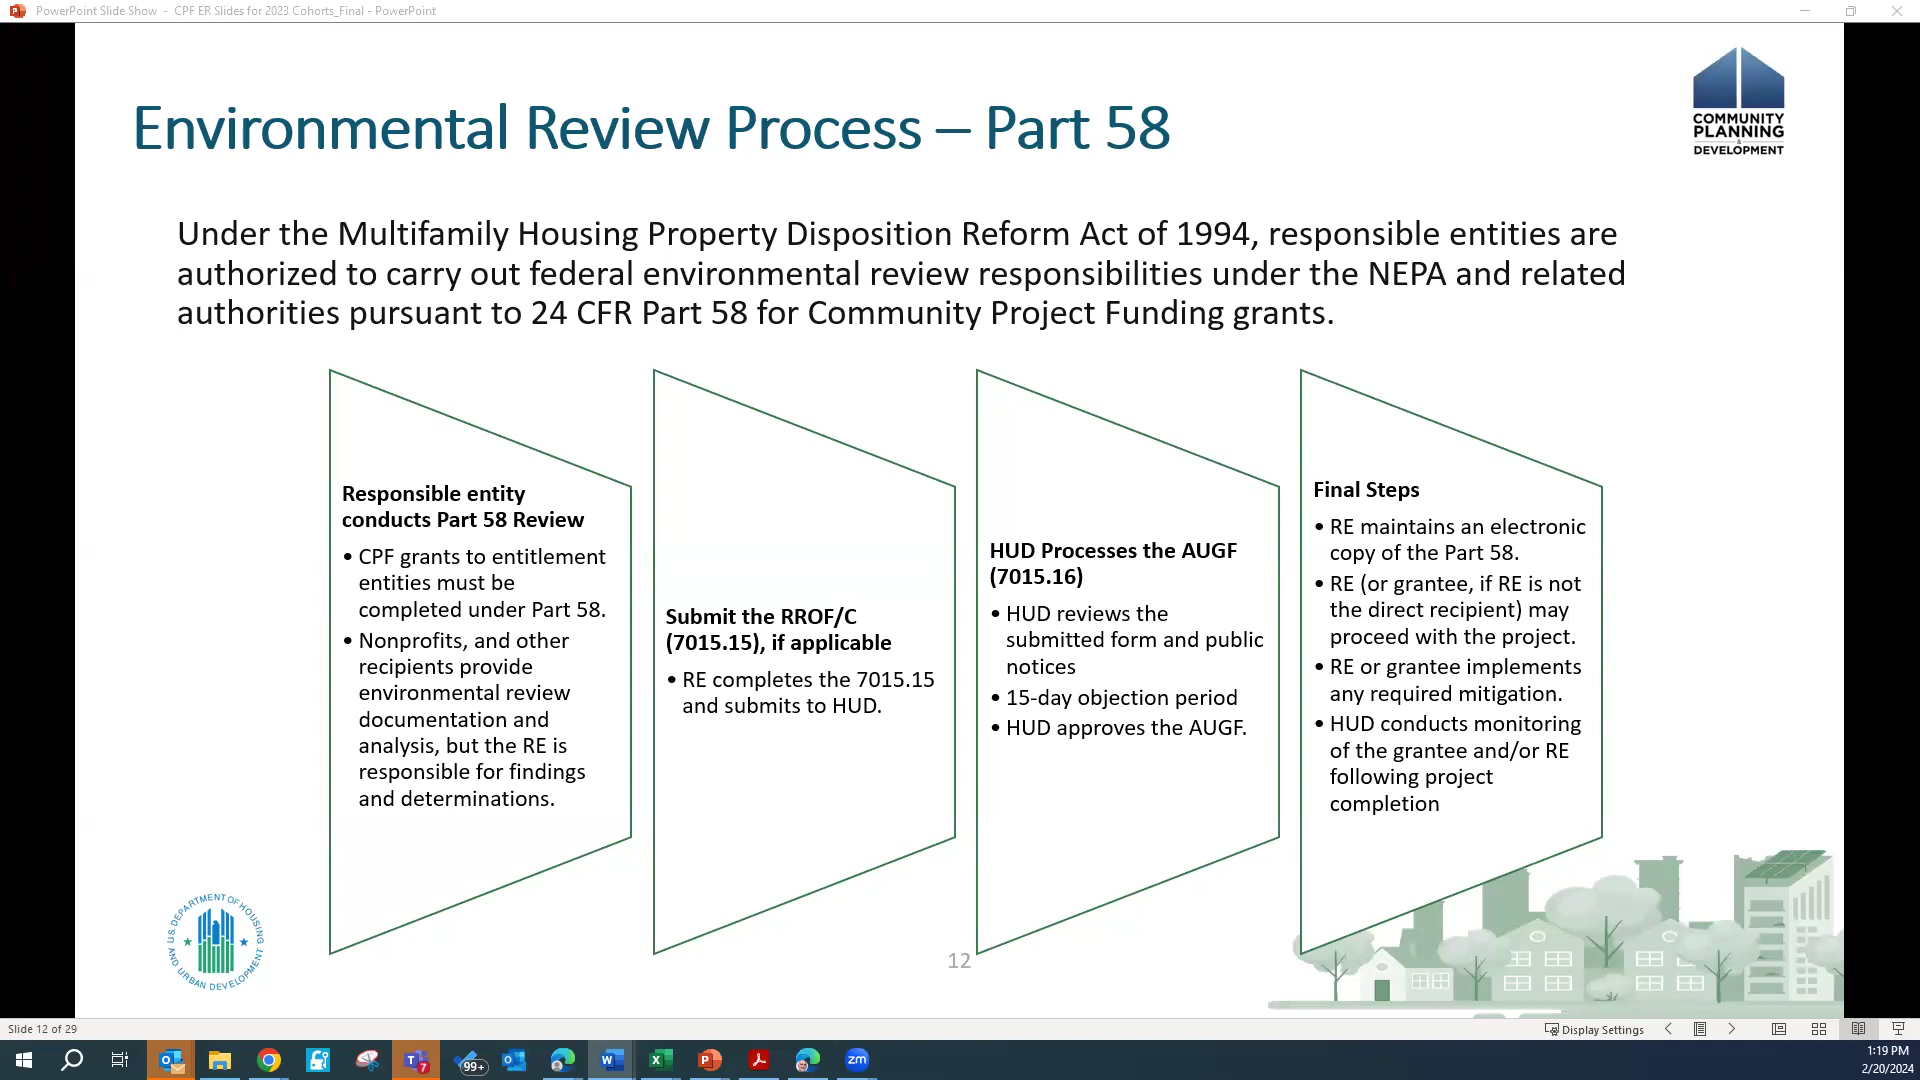 PowerPoint Slide Show - CPF ER Slides for 2023 Cohorts_Final - PowerPoint
COMMUNITY
PLANNING
&
DEVELOPMENT
Environmental Review Process – Part 58
Under the Multifamily Housing Property Disposition Reform Act of 1994, responsible entities are
authorized to carry out federal environmental review responsibilities under the NEPA and related
authorities pursuant to 24 CFR Part 58 for Community Project Funding grants.
Responsible entity
conducts Part 58 Review
• CPF grants to entitlement
entities must be
completed under Part 58.
• Nonprofits, and other
recipients provide
environmental review
documentation and
analysis, but the RE is
responsible for findings
and determinations.
Submit the RROF/C
(7015.15), if applicable
• RE completes the 7015.15
and submits to HUD.
HUD Processes the AUGF
(7015.16)
• HUD reviews the
submitted form and public
notices
• 15-day objection period
• HUD approves the AUGF.
Final Steps
• RE maintains an electronic
copy of the Part 58.
• RE (or grantee, if RE is not
the direct recipient) may
proceed with the project.
• RE or grantee implements
any required mitigation.
• HUD conducts monitoring
of the grantee and/or RE
following project
completion
U.S. DEPARTMENT OF HOUSING
AND URBAN DEVELOPMENT
12
Slide 12 of 29
Display Settings
7
99+
zm
1:19 PM
2/20/2024